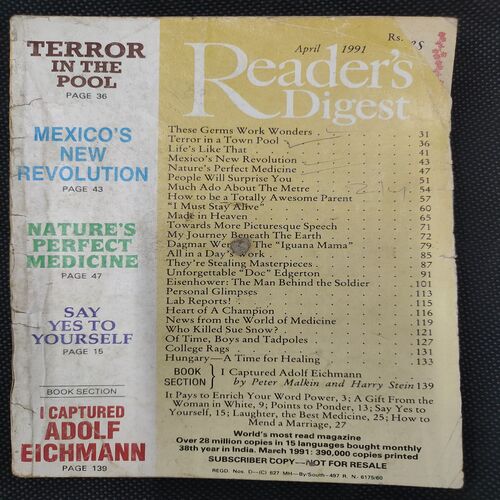 TERROR
IN THE
POOL
PAGE 36
MEXICO'S
NEW
REVOLUTION
PAGE 43
NATURE'S
PERFECT
MEDICINE
PAGE 47
SAY
YES TO
YOURSELF
PAGE 15
BOOK SECTION
I CAPTURED
ADOLF
EICHMANN
PAGE 139
April 1991 Rs.
Reader's
Digest
These Germs Work Wonders . 31
Terror in a Town Pool . 36
Life's Like That . 41
Mexico's New Revolution . 43
Nature's Perfect Medicine . 47
People Will Surprise You . 51
Much Ado About The Metre . 54
How to be a Totally Awesome Parent . 57
"I Must Stay Alive" . 60
Made in Heaven . 65
Towards More Picturesque Speech . 71
My Journey Beneath The Earth . 72
Dagmar The "Iguana Mama" . 79
All in a Day's Work . 85
They're Stealing Masterpieces . 87
Unforgettable "Doc" Edgerton . 91
Eisenhower: The Man Behind the Soldier . 101
Personal Glimpses . 113
Lab Reports! . 115
Heart of A Champion . 116
News from the World of Medicine . 119
Who Killed Sue Snow? . 121
Of Time, Boys and Tadpoles . 127
College Rags . 131
Hungary—A Time for Healing . 133
BOOK SECTION } I Captured Adolf Eichmann
by Peter Malkin and Harry Stein 139
It Pays to Enrich Your Word Power, 3; A Gift From the
Woman in White, 9; Points to Ponder, 13; Say Yes to
Yourself, 15; Laughter, the Best Medicine, 25; How to
Mend a Marriage, 27
World's most read magazine
Over 28 million copies in 15 languages bought monthly
38th year in India. March 1991: 390,000 copies printed
SUBSCRIBER COPY—NOT FOR RESALE
REGD. Nos. D—(C) 627 MH—By/South-497 R. N. 6175/60